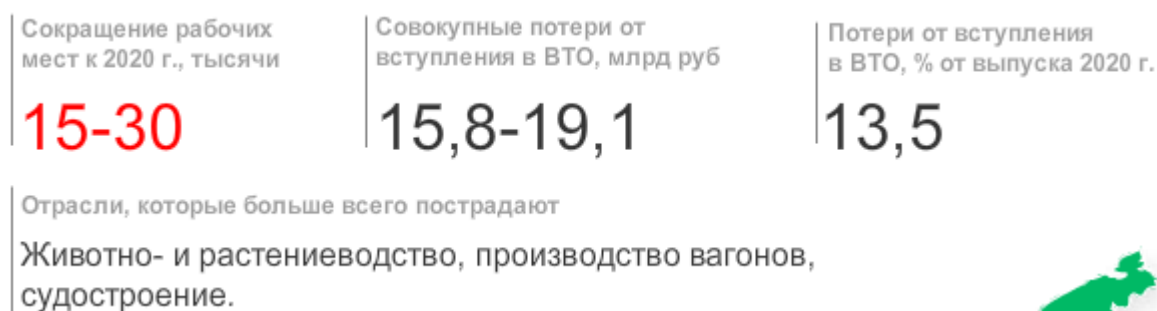 Сокращение рабочих
мест к 2020 г., тысячи
15-30
Совокупные потери от
вступления в ВТО, млрд руб
15,8-19,1
Потери от вступления
в ВТО, % от выпуска 2020 г.
13,5
Отрасли, которые больше всего пострадают
Животно- и растениеводство, производство вагонов,
судостроение.